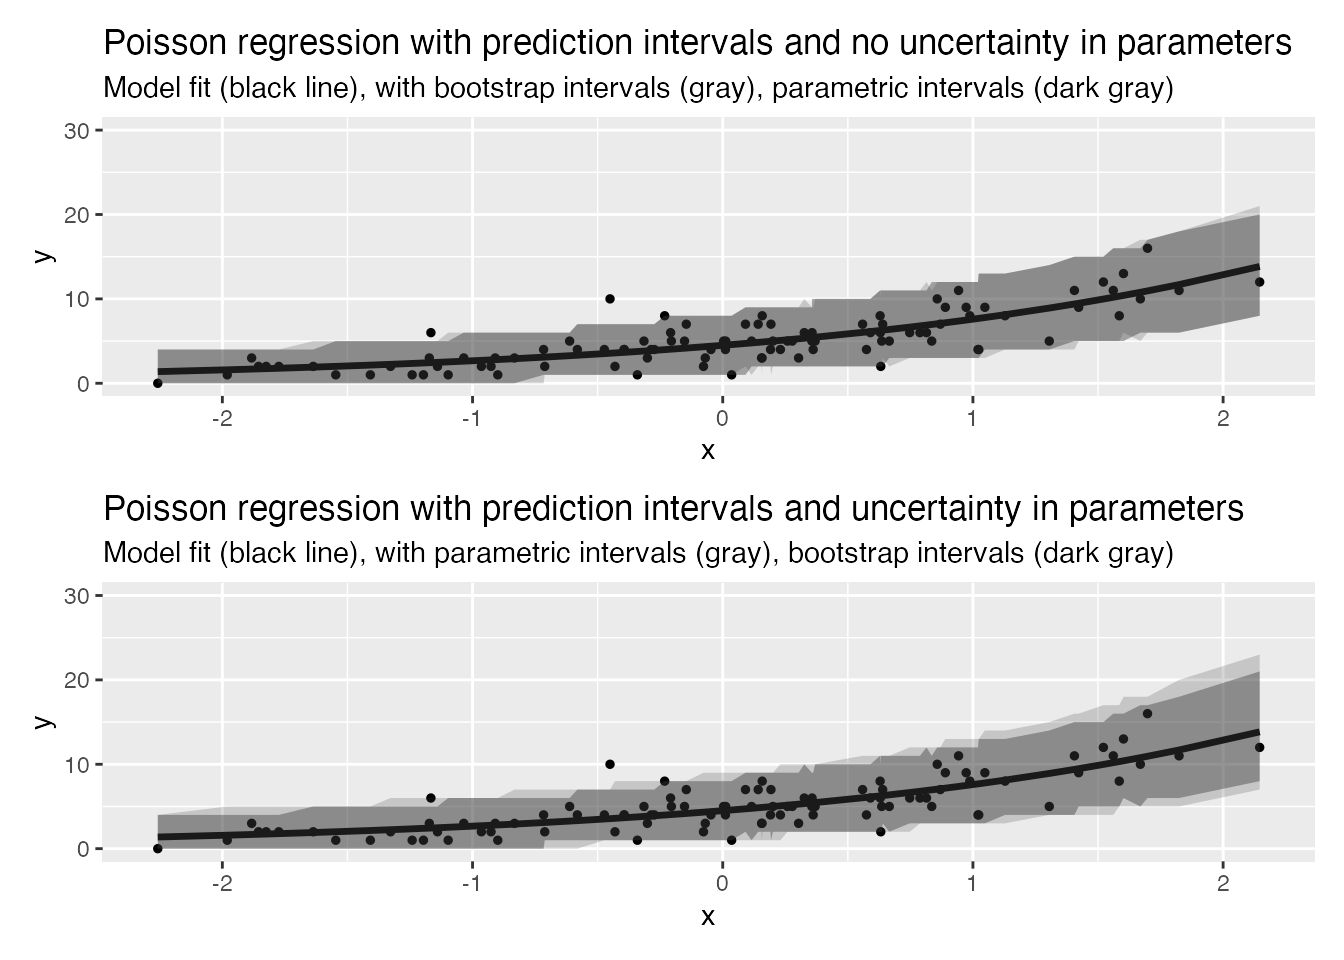 Poisson regression with prediction intervals and no uncertainty in parameters
Model fit (black line), with bootstrap intervals (gray), parametric intervals (dark gray)
30
20
10
0
y
-2 -1 0 1 2
x
Poisson regression with prediction intervals and uncertainty in parameters
Model fit (black line), with parametric intervals (gray), bootstrap intervals (dark gray)
30
20
10
0
y
-2 -1 0 1 2
x